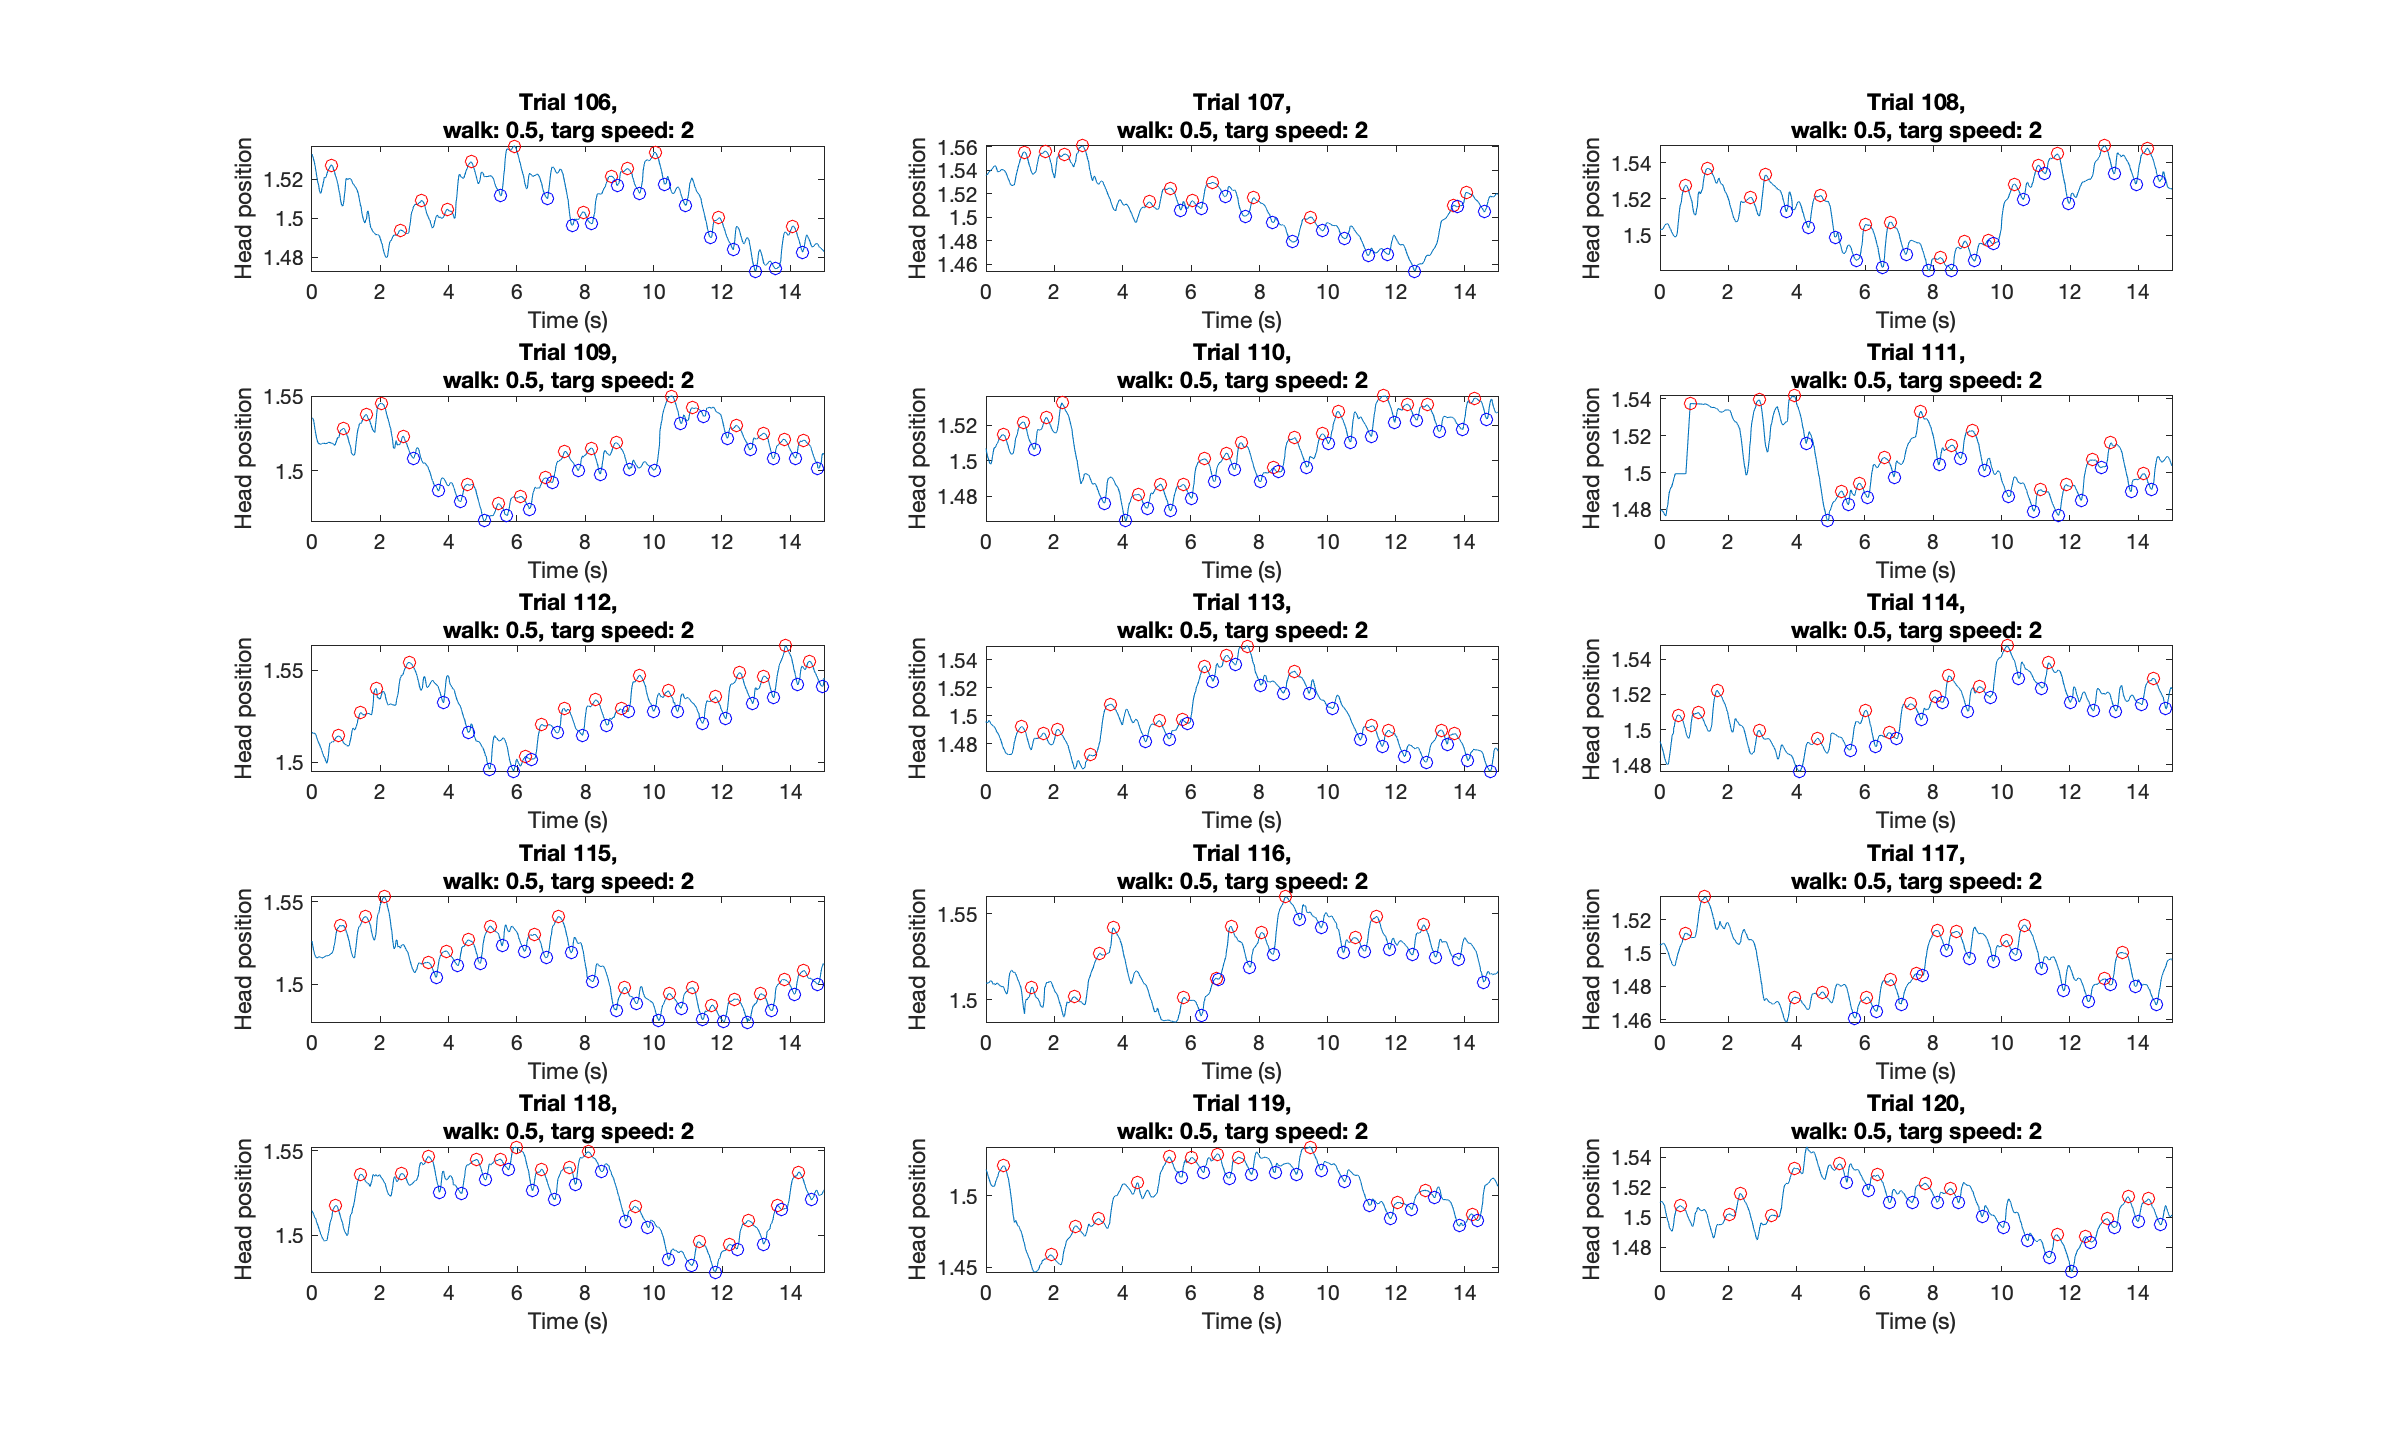 Trial 106,
walk: 0.5, targ speed: 2
Head position
1.52
1.5
1.48
0 2 4 6 8 10 12 14
Time (s)
Trial 107,
walk: 0.5, targ speed: 2
Head position
1.56
1.54
1.52
1.5
1.48
1.46
0 2 4 6 8 10 12 14
Time (s)
Trial 108,
walk: 0.5, targ speed: 2
Head position
1.54
1.52
1.5
0 2 4 6 8 10 12 14
Time (s)
Trial 109,
walk: 0.5, targ speed: 2
Head position
1.55
1.5
0 2 4 6 8 10 12 14
Time (s)
Trial 110,
walk: 0.5, targ speed: 2
Head position
1.52
1.5
1.48
0 2 4 6 8 10 12 14
Time (s)
Trial 111,
walk: 0.5, targ speed: 2
Head position
1.54
1.52
1.5
1.48
0 2 4 6 8 10 12 14
Time (s)
Trial 112,
walk: 0.5, targ speed: 2
Head position
1.55
1.5
0 2 4 6 8 10 12 14
Time (s)
Trial 113,
walk: 0.5, targ speed: 2
Head position
1.54
1.52
1.5
1.48
0 2 4 6 8 10 12 14
Time (s)
Trial 114,
walk: 0.5, targ speed: 2
Head position
1.54
1.52
1.5
1.48
0 2 4 6 8 10 12 14
Time (s)
Trial 115,
walk: 0.5, targ speed: 2
Head position
1.55
1.5
0 2 4 6 8 10 12 14
Time (s)
Trial 116,
walk: 0.5, targ speed: 2
Head position
1.55
1.5
0 2 4 6 8 10 12 14
Time (s)
Trial 117,
walk: 0.5, targ speed: 2
Head position
1.52
1.5
1.48
1.46
0 2 4 6 8 10 12 14
Time (s)
Trial 118,
walk: 0.5, targ speed: 2
Head position
1.55
1.5
0 2 4 6 8 10 12 14
Time (s)
Trial 119,
walk: 0.5, targ speed: 2
Head position
1.5
1.45
0 2 4 6 8 10 12 14
Time (s)
Trial 120,
walk: 0.5, targ speed: 2
Head position
1.54
1.52
1.5
1.48
0 2 4 6 8 10 12 14
Time (s)